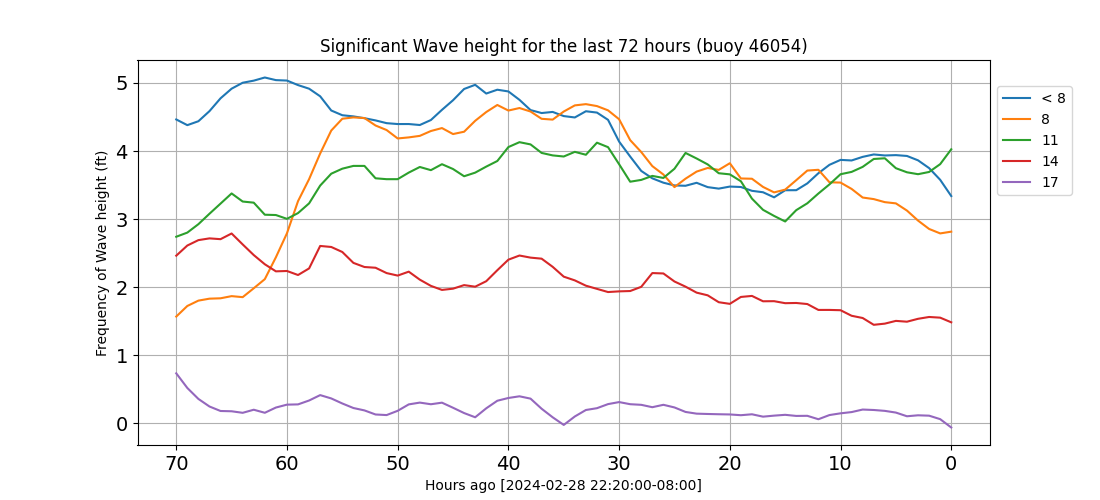 Significant Wave height for the last 72 hours (buoy 46054)
Frequency of Wave height (ft)
5
4
3
2
1
0
70 60 50 40 30 20 10 0
Hours ago [2024-02-28 22:20:00-08:00]
< 8
8
11
14
17